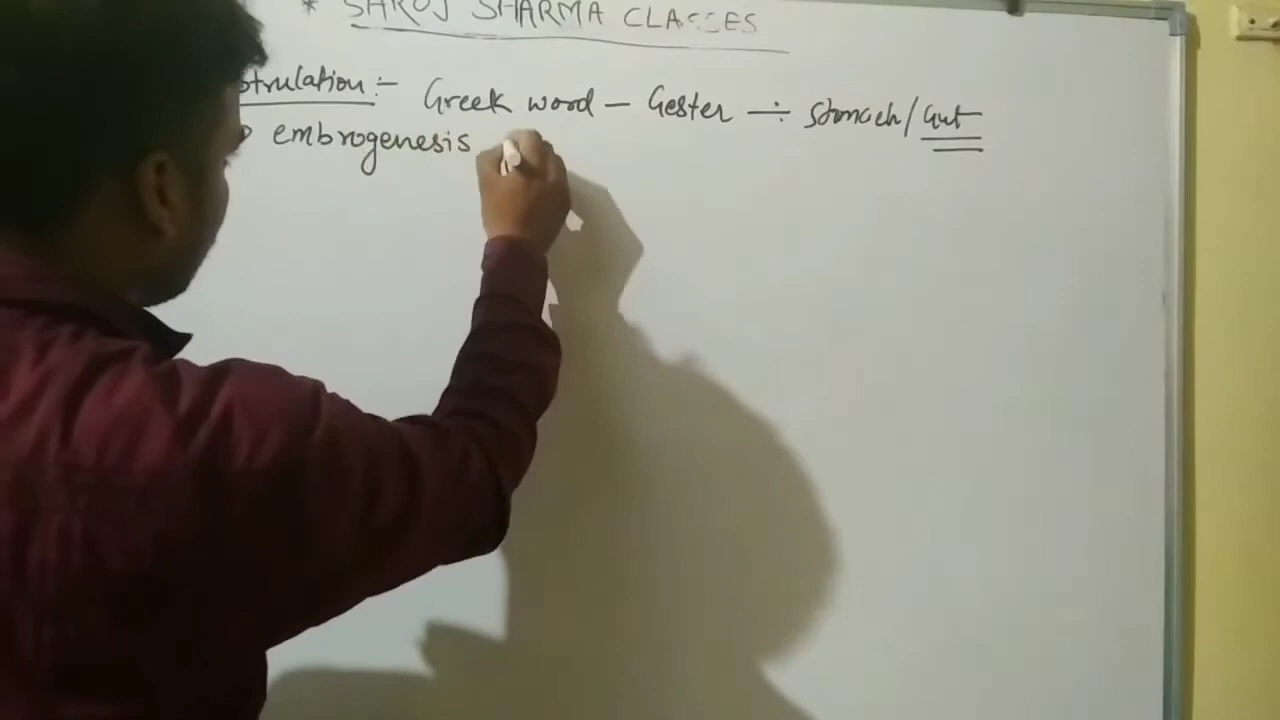 * SAROJ SHARMA CLASSES
strulation :- Greek word - Gester ÷ Stomach / Gut
embrogenesis